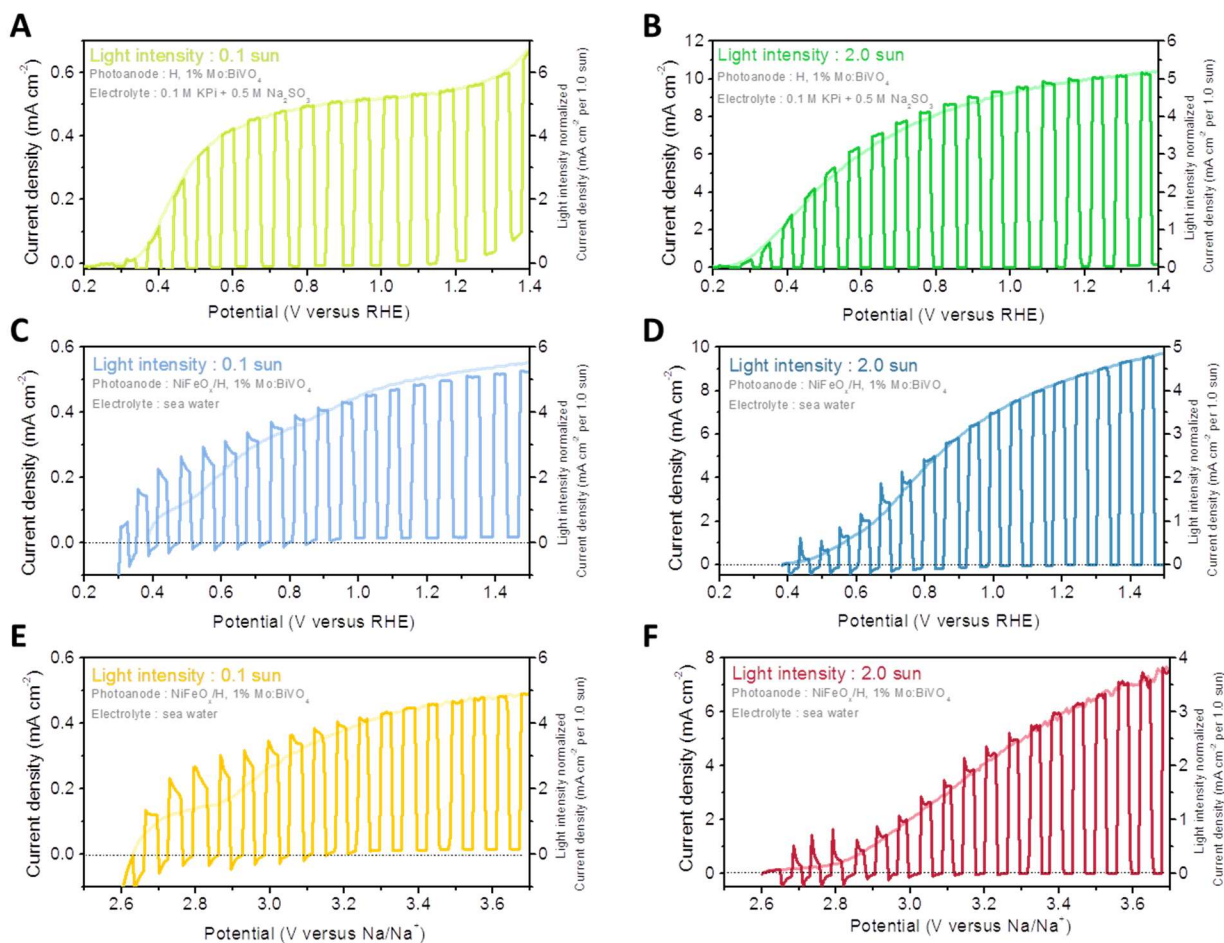 A
Light intensity : 0.1 sun
Photoanode : H, 1% Mo:BiVO₄
Electrolyte : 0.1 M KPi + 0.5 M Na₂SO₃
Current density (mA cm⁻²)
0.6
0.4
0.2
0.0
6
4
2
0
Light intensity normalized
Current density (mA cm⁻² per 1.0 sun)
0.2 0.4 0.6 0.8 1.0 1.2 1.4
Potential (V versus RHE)
B
Light intensity : 2.0 sun
Photoanode : H, 1% Mo:BiVO₄
Electrolyte : 0.1 M KPi + 0.5 M Na₂SO₃
Current density (mA cm⁻²)
12
10
8
6
4
2
0
6
5
4
3
2
1
0
Light intensity normalized
Current density (mA cm⁻² per 1.0 sun)
0.2 0.4 0.6 0.8 1.0 1.2 1.4
Potential (V versus RHE)
C
Light intensity : 0.1 sun
Photoanode : NiFeOₓ/H, 1% Mo:BiVO₄
Electrolyte : sea water
Current density (mA cm⁻²)
0.6
0.4
0.2
0.0
6
4
2
0
Light intensity normalized
Current density (mA cm⁻² per 1.0 sun)
0.2 0.4 0.6 0.8 1.0 1.2 1.4
Potential (V versus RHE)
D
Light intensity : 2.0 sun
Photoanode : NiFeOₓ/H, 1% Mo:BiVO₄
Electrolyte : sea water
Current density (mA cm⁻²)
10
8
6
4
2
0
5
4
3
2
1
0
Light intensity normalized
Current density (mA cm⁻² per 1.0 sun)
0.2 0.4 0.6 0.8 1.0 1.2 1.4
Potential (V versus RHE)
E
Light intensity : 0.1 sun
Photoanode : NiFeOₓ/H, 1% Mo:BiVO₄
Electrolyte : sea water
Current density (mA cm⁻²)
0.6
0.4
0.2
0.0
6
4
2
0
Light intensity normalized
Current density (mA cm⁻² per 1.0 sun)
2.6 2.8 3.0 3.2 3.4 3.6
Potential (V versus Na/Na⁺)
F
Light intensity : 2.0 sun
Photoanode : NiFeOₓ/H, 1% Mo:BiVO₄
Electrolyte : sea water
Current density (mA cm⁻²)
8
6
4
2
0
4
3
2
1
0
Light intensity normalized
Current density (mA cm⁻² per 1.0 sun)
2.6 2.8 3.0 3.2 3.4 3.6
Potential (V versus Na/Na⁺)